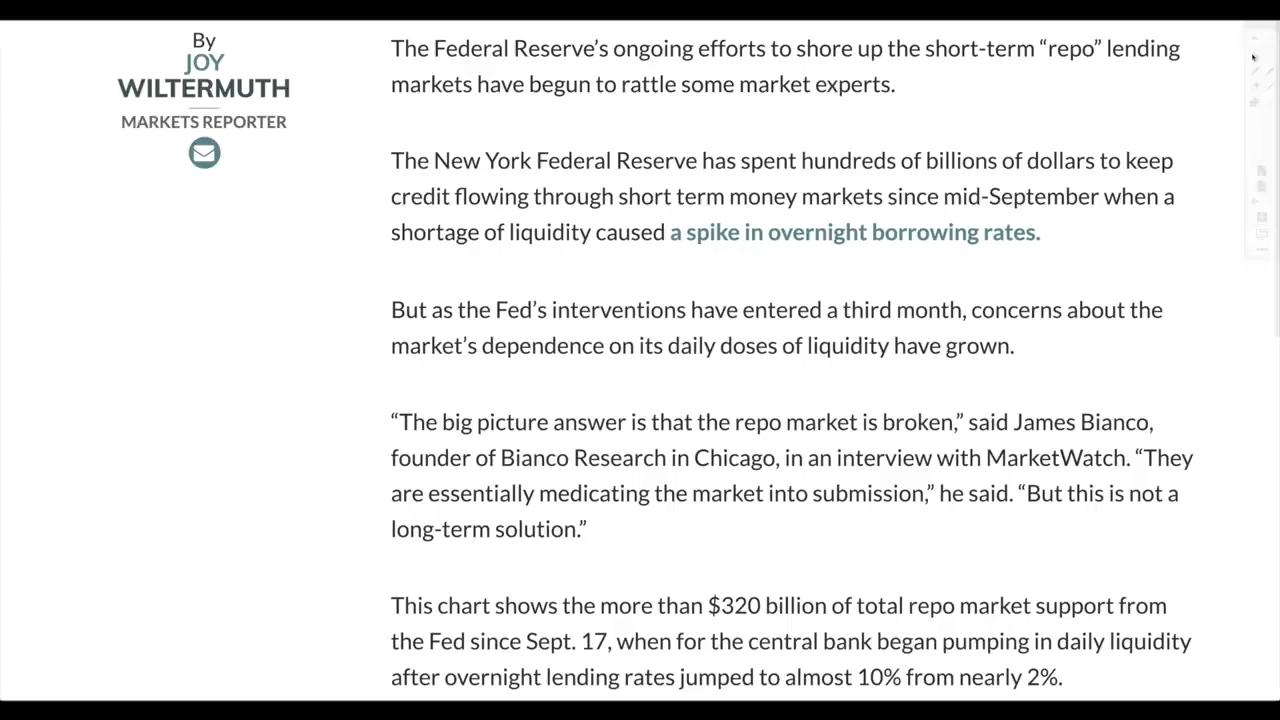 By
JOY
WILTERMUTH
MARKETS REPORTER
The Federal Reserve’s ongoing efforts to shore up the short-term “repo” lending
markets have begun to rattle some market experts.
The New York Federal Reserve has spent hundreds of billions of dollars to keep
credit flowing through short term money markets since mid-September when a
shortage of liquidity caused a spike in overnight borrowing rates.
But as the Fed’s interventions have entered a third month, concerns about the
market’s dependence on its daily doses of liquidity have grown.
“The big picture answer is that the repo market is broken,” said James Bianco,
founder of Bianco Research in Chicago, in an interview with MarketWatch. “They
are essentially medicating the market into submission,” he said. “But this is not a
long-term solution.”
This chart shows the more than $320 billion of total repo market support from
the Fed since Sept. 17, when for the central bank began pumping in daily liquidity
after overnight lending rates jumped to almost 10% from nearly 2%.